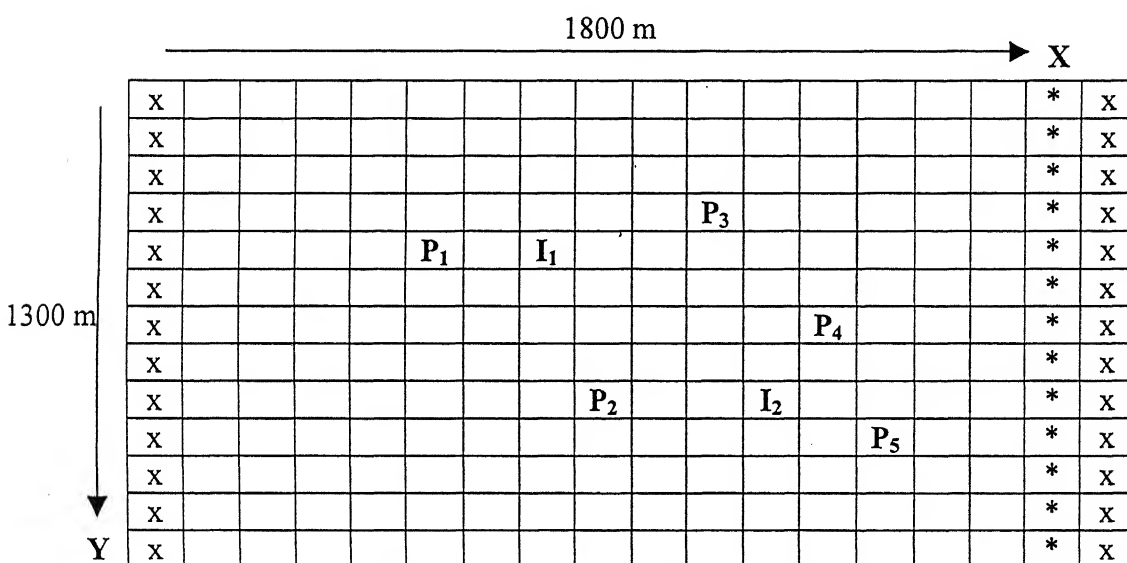 1800 m
X
x * x
x * x
x * x
x P₃ * x
x P₁ I₁ * x
x * x
1300 m x P₄ * x
x * x
x P₂ I₂ * x
x P₅ * x
x * x
x * x
Y x * x